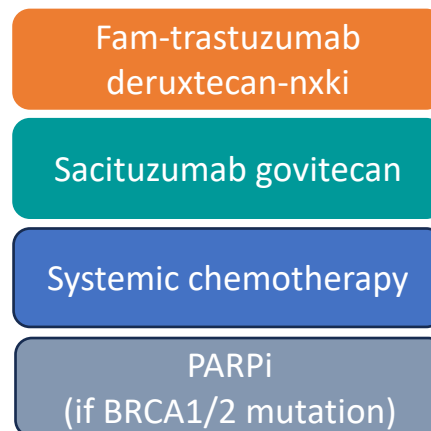 Fam-trastuzumab
deruxtecan-nxki
Sacituzumab govitecan
Systemic chemotherapy
PARPi
(if BRCA1/2 mutation)